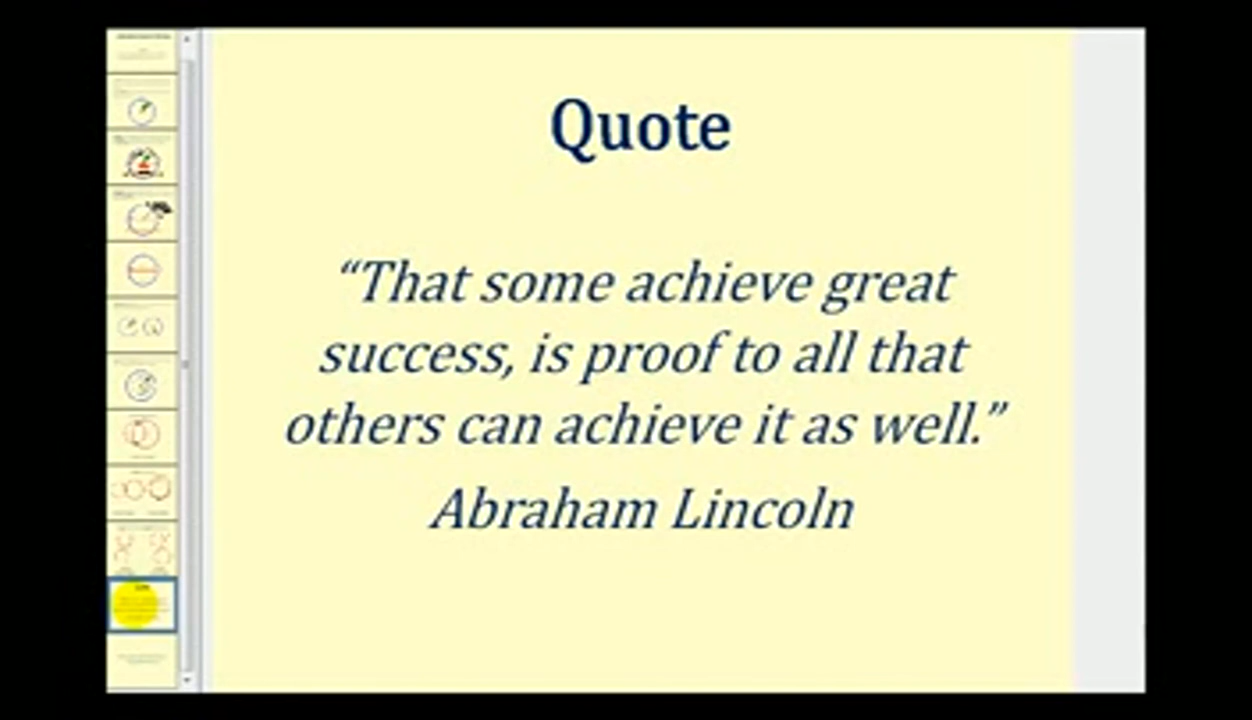 Quote
“That some achieve great
success, is proof to all that
others can achieve it as well.”
Abraham Lincoln